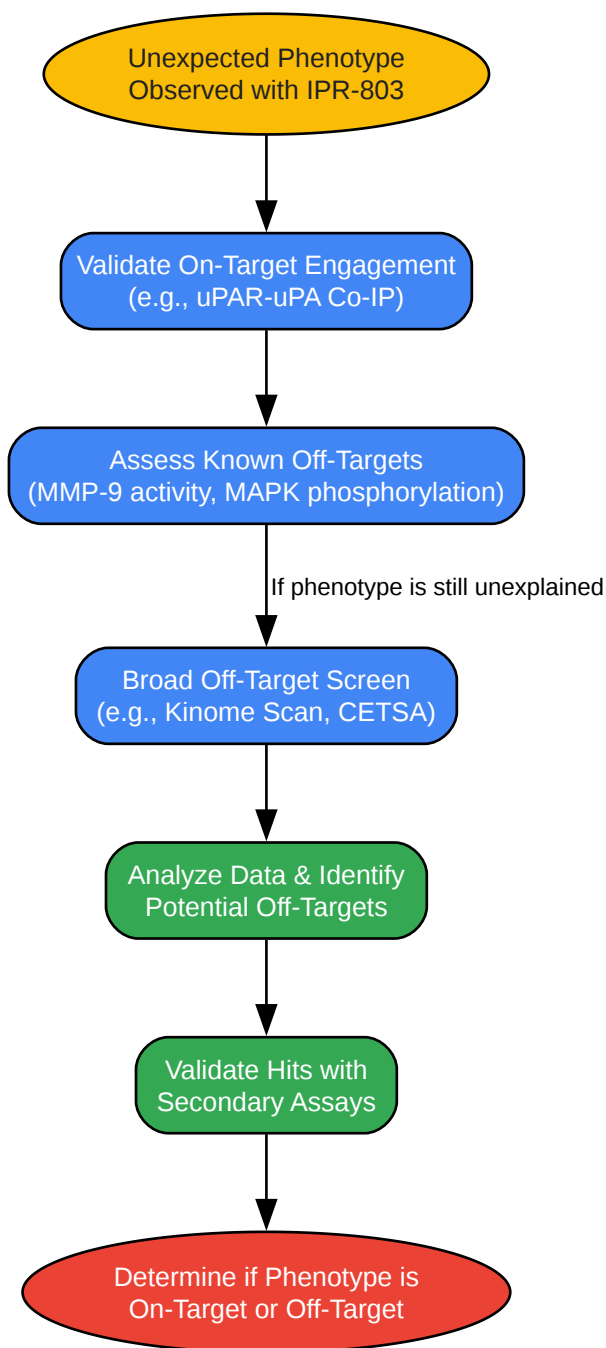 Unexpected Phenotype
Observed with IPR-803
Validate On-Target Engagement
(e.g., uPAR-uPA Co-IP)
Assess Known Off-Targets
(MMP-9 activity, MAPK phosphorylation)
If phenotype is still unexplained
Broad Off-Target Screen
(e.g., Kinome Scan, CETSA)
Analyze Data & Identify
Potential Off-Targets
Validate Hits with
Secondary Assays
Determine if Phenotype is
On-Target or Off-Target